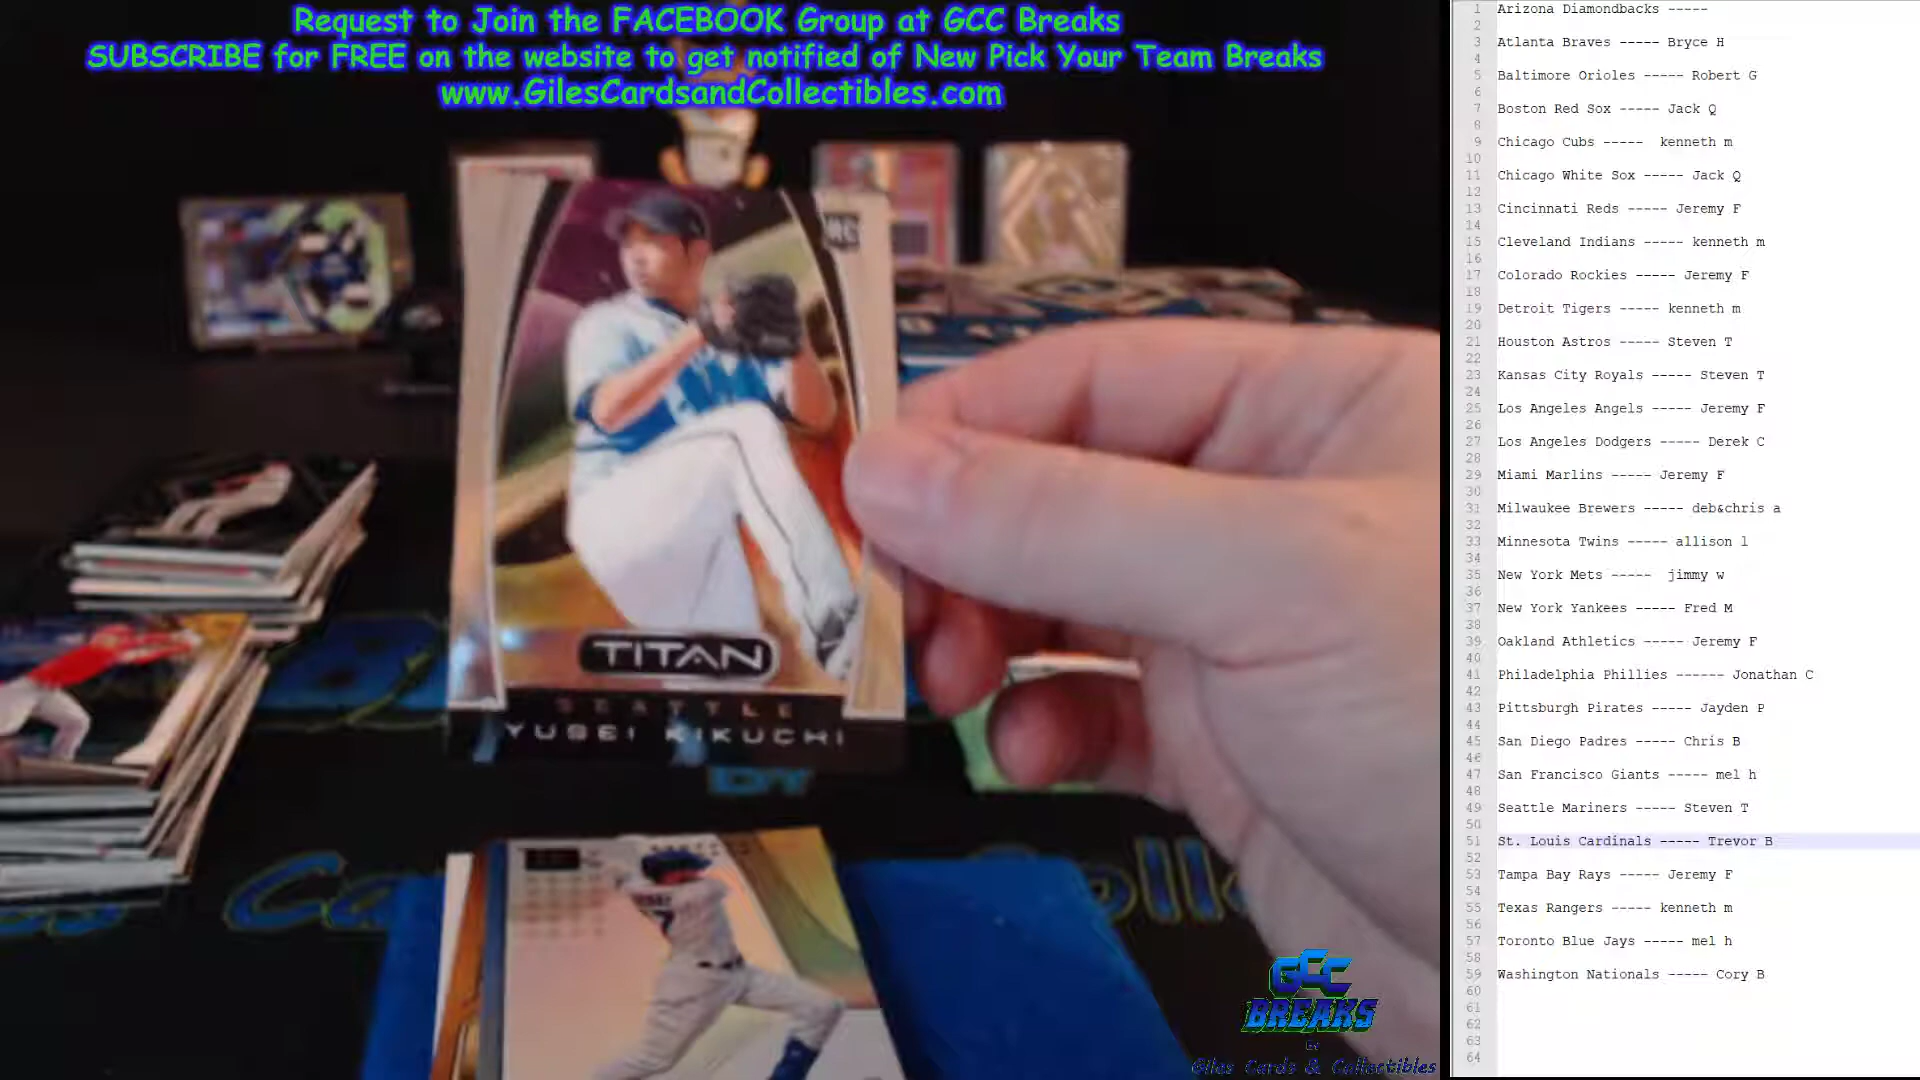 Request to Join the FACEBOOK Group at GCC Breaks
SUBSCRIBE for FREE on the website to get notified of New Pick Your Team Breaks
www.GilesCardsandCollectibles.com
RC
TITAN
SEATTLE
YUSEI KIKUCHI
GCC
BREAKS
By
Giles Cards & Collectibles
1 Arizona Diamondbacks -----
2
3 Atlanta Braves ----- Bryce H
4
5 Baltimore Orioles ----- Robert G
6
7 Boston Red Sox ----- Jack Q
8
9 Chicago Cubs ----- kenneth m
10
11 Chicago White Sox ----- Jack Q
12
13 Cincinnati Reds ----- Jeremy F
14
15 Cleveland Indians ----- kenneth m
16
17 Colorado Rockies ----- Jeremy F
18
19 Detroit Tigers ----- kenneth m
20
21 Houston Astros ----- Steven T
22
23 Kansas City Royals ----- Steven T
24
25 Los Angeles Angels ----- Jeremy F
26
27 Los Angeles Dodgers ----- Derek C
28
29 Miami Marlins ----- Jeremy F
30
31 Milwaukee Brewers ----- deb&chris a
32
33 Minnesota Twins ----- allison l
34
35 New York Mets ----- jimmy w
36
37 New York Yankees ----- Fred M
38
39 Oakland Athletics ----- Jeremy F
40
41 Philadelphia Phillies ------ Jonathan C
42
43 Pittsburgh Pirates ----- Jayden P
44
45 San Diego Padres ----- Chris B
46
47 San Francisco Giants ----- mel h
48
49 Seattle Mariners ----- Steven T
50
51 St. Louis Cardinals ----- Trevor B
52
53 Tampa Bay Rays ----- Jeremy F
54
55 Texas Rangers ----- kenneth m
56
57 Toronto Blue Jays ----- mel h
58
59 Washington Nationals ----- Cory B
60
61
62
63
64